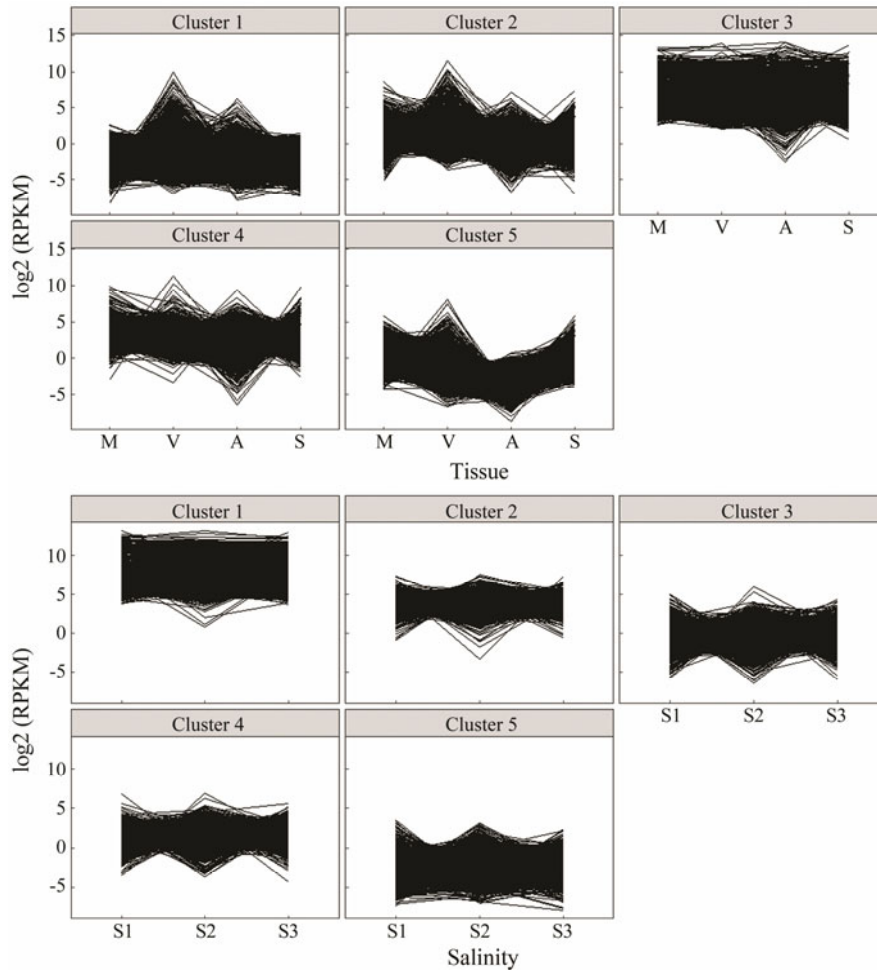 Cluster 1 Cluster 2 Cluster 3
15
10
5
0
-5
M V A S
Cluster 4 Cluster 5
15
10
5
0
-5
M V A S M V A S
log2 (RPKM)
Tissue
Cluster 1 Cluster 2 Cluster 3
10
5
0
-5
S1 S2 S3
Cluster 4 Cluster 5
10
5
0
-5
S1 S2 S3 S1 S2 S3
log2 (RPKM)
Salinity